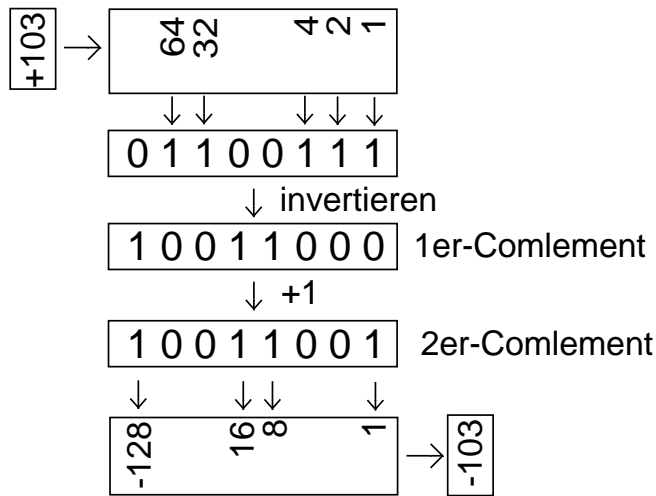 +103
64 32 4 2 1
0 1 1 0 0 1 1 1
invertieren
1 0 0 1 1 0 0 0 1er-Comlement
+1
1 0 0 1 1 0 0 1 2er-Comlement
-128 16 8 1
-103